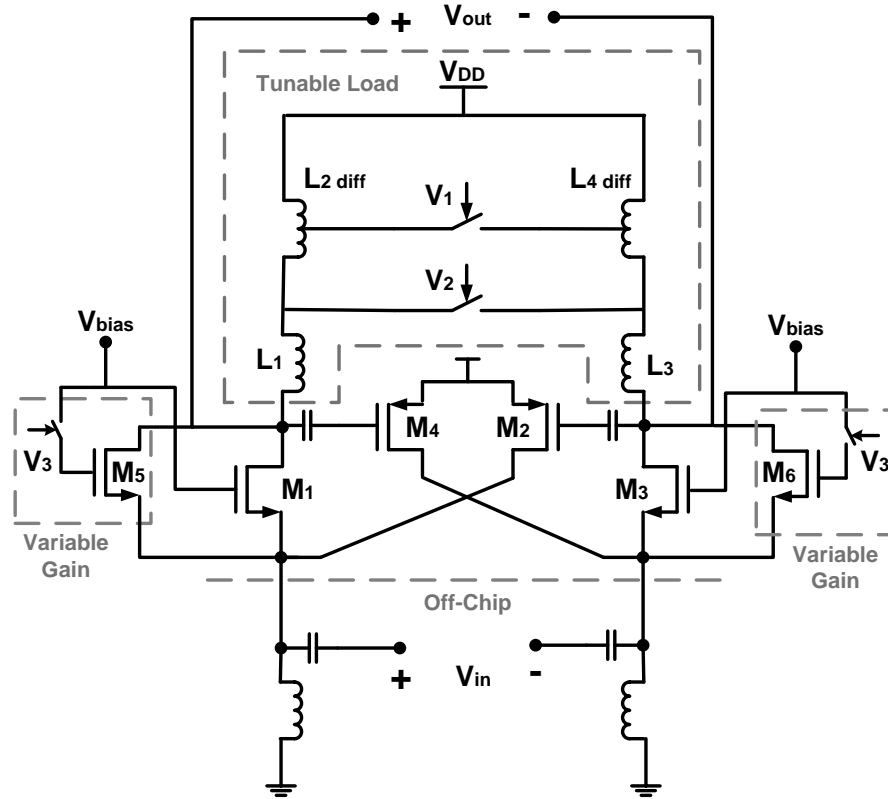 + Vout -
Tunable Load
VDD
L2 diff
L4 diff
V1
V2
Vbias
Vbias
L1
L3
M4
M2
V3
M5
M1
M3
M6
V3
Variable
Gain
Variable
Gain
Off-Chip
+ Vin -